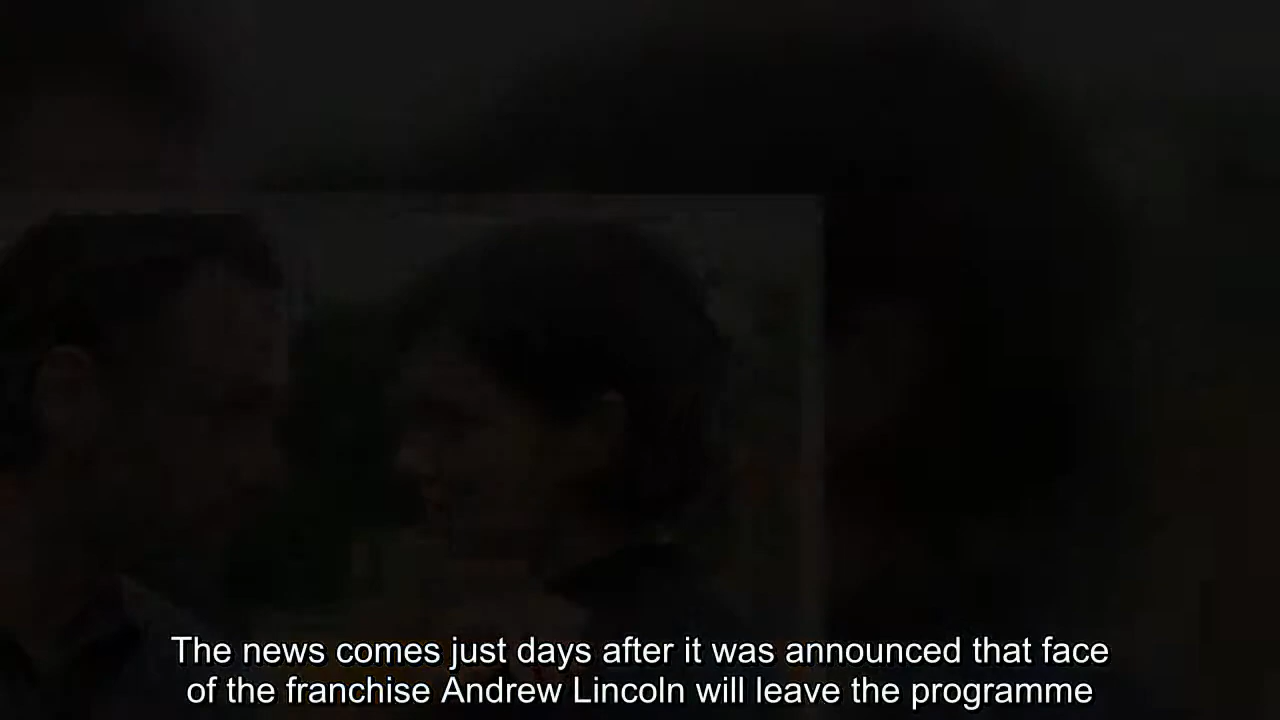 The news comes just days after it was announced that face
of the franchise Andrew Lincoln will leave the programme